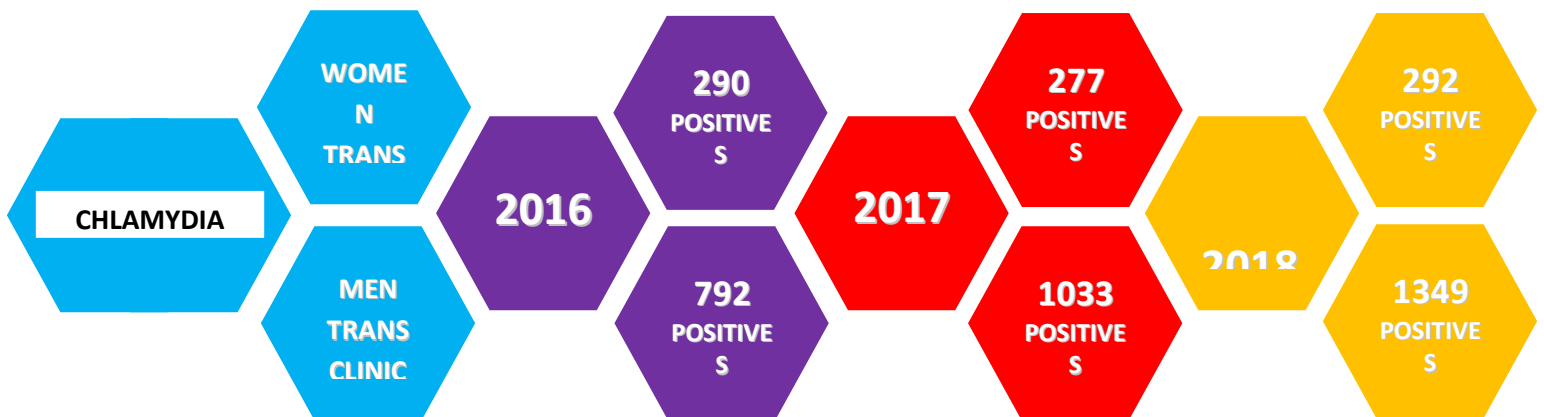 CHLAMYDIA
WOME
N
TRANS
MEN
TRANS
CLINIC
2016
290
POSITIVE
S
792
POSITIVE
S
2017
277
POSITIVE
S
1033
POSITIVE
S
2018
292
POSITIVE
S
1349
POSITIVE
S